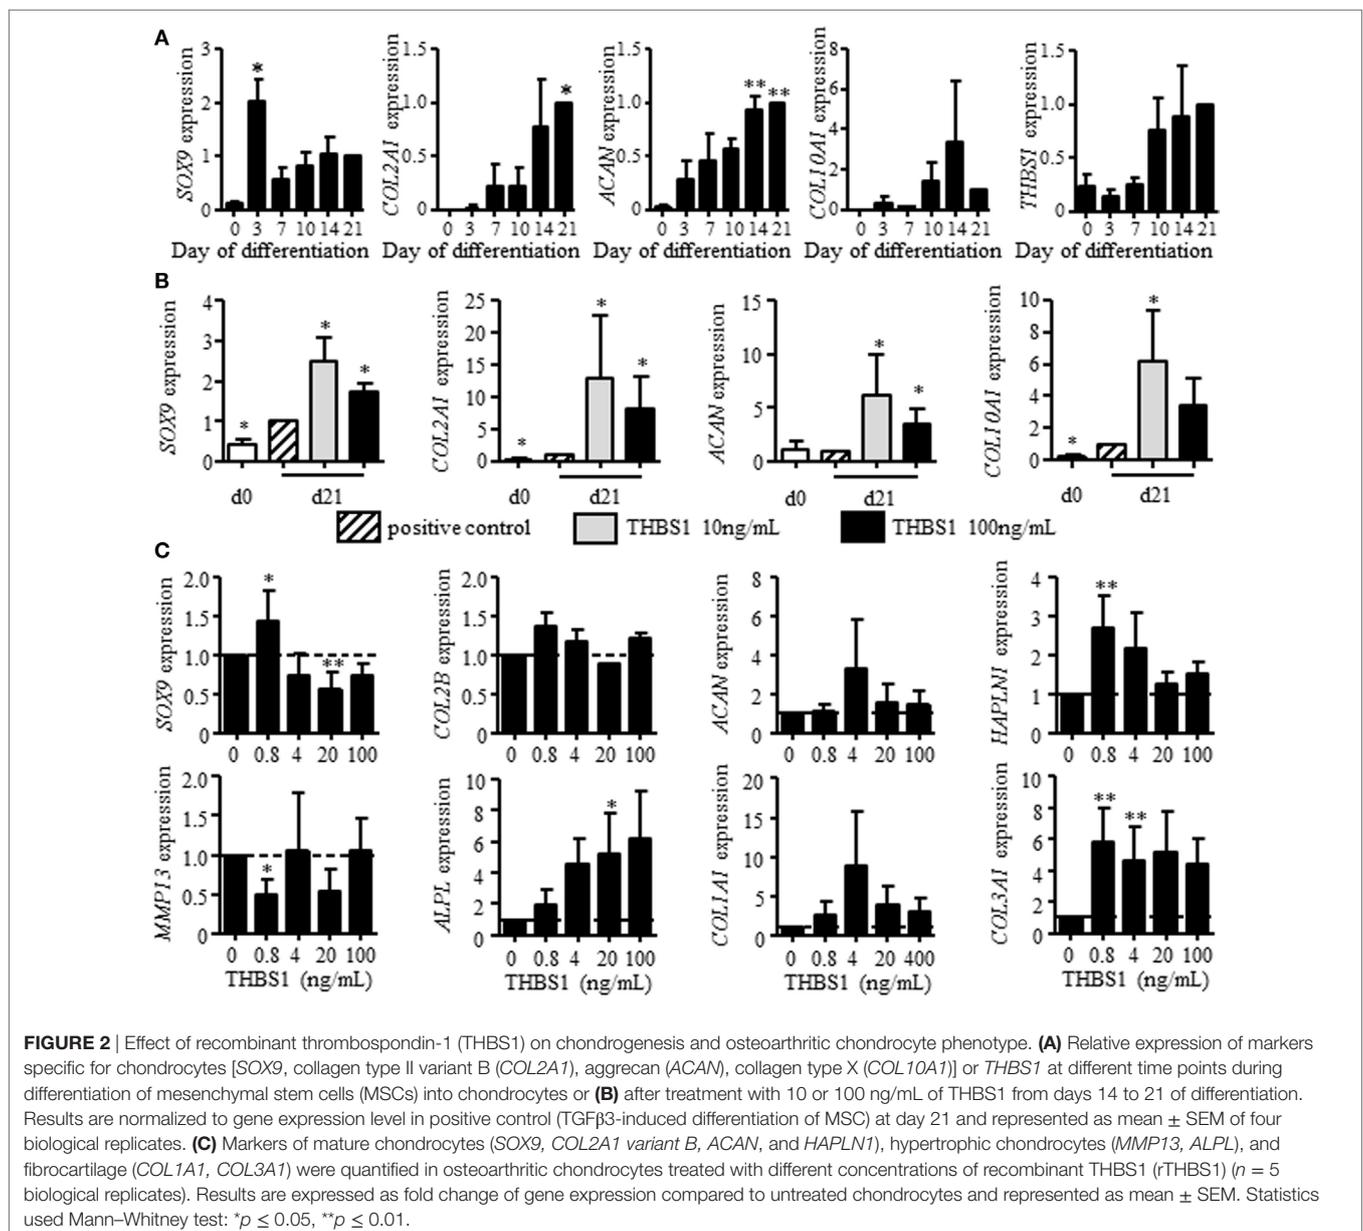 A
SOX9 expression
3
2
1
0
*
0 3 7 10 14 21
Day of differentiation
COL2A1 expression
1.5
1.0
0.5
0
*
0 3 7 10 14 21
Day of differentiation
ACAN expression
1.5
1.0
0.5
0
** **
0 3 7 10 14 21
Day of differentiation
COL10A1 expression
8
6
4
2
0
0 3 7 10 14 21
Day of differentiation
THBS1 expression
1.5
1.0
0.5
0
0 3 7 10 14 21
Day of differentiation
B
SOX9 expression
4
3
2
1
0
* * *
d0 d21
COL2A1 expression
25
20
15
10
5
0
* * *
d0 d21
ACAN expression
15
10
5
0
* *
d0 d21
COL10A1 expression
10
8
6
4
2
0
* *
d0 d21
positive control THBS1 10ng/mL THBS1 100ng/mL
C
SOX9 expression
2.0
1.5
1.0
0.5
0
* **
0 0.8 4 20 100
COL2B expression
2.0
1.5
1.0
0.5
0
0 0.8 4 20 100
ACAN expression
8
6
4
2
0
0 0.8 4 20 100
HAPLN1 expression
4
3
2
1
0
**
0 0.8 4 20 100
MMP13 expression
2.0
1.5
1.0
0.5
0
*
0 0.8 4 20 100
THBS1 (ng/mL)
ALPL expression
10
8
6
4
2
0
*
0 0.8 4 20 100
THBS1 (ng/mL)
COL1A1 expression
20
15
10
5
0
0 0.8 4 20 400
THBS1 (ng/mL)
COL3A1 expression
10
8
6
4
2
0
** **
0 0.8 4 20 100
THBS1 (ng/mL)
FIGURE 2 | Effect of recombinant thrombospondin-1 (THBS1) on chondrogenesis and osteoarthritic chondrocyte phenotype. (A) Relative expression of markers
specific for chondrocytes [SOX9, collagen type II variant B (COL2A1), aggrecan (ACAN), collagen type X (COL10A1)] or THBS1 at different time points during
differentiation of mesenchymal stem cells (MSCs) into chondrocytes or (B) after treatment with 10 or 100 ng/mL of THBS1 from days 14 to 21 of differentiation.
Results are normalized to gene expression level in positive control (TGFβ3-induced differentiation of MSC) at day 21 and represented as mean ± SEM of four
biological replicates. (C) Markers of mature chondrocytes (SOX9, COL2A1 variant B, ACAN, and HAPLN1), hypertrophic chondrocytes (MMP13, ALPL), and
fibrocartilage (COL1A1, COL3A1) were quantified in osteoarthritic chondrocytes treated with different concentrations of recombinant THBS1 (rTHBS1) (n = 5
biological replicates). Results are expressed as fold change of gene expression compared to untreated chondrocytes and represented as mean ± SEM. Statistics
used Mann–Whitney test: *p ≤ 0.05, **p ≤ 0.01.